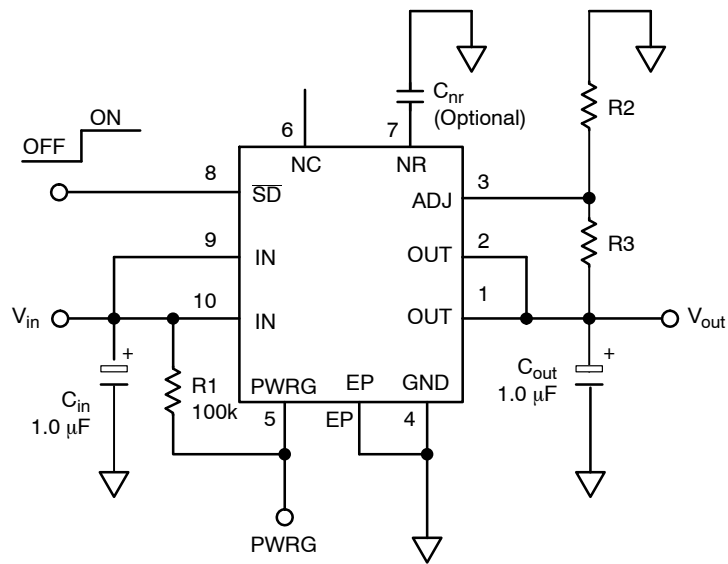 C_nr
(Optional)
R2
ON
OFF
6
7
NC
NR
8
SD
3
ADJ
9
IN
2
OUT
R3
V_in
10
IN
1
OUT
V_out
+
C_in
1.0 µF
R1
100k
PWRG
5
EP
EP
GND
4
+
C_out
1.0 µF
PWRG